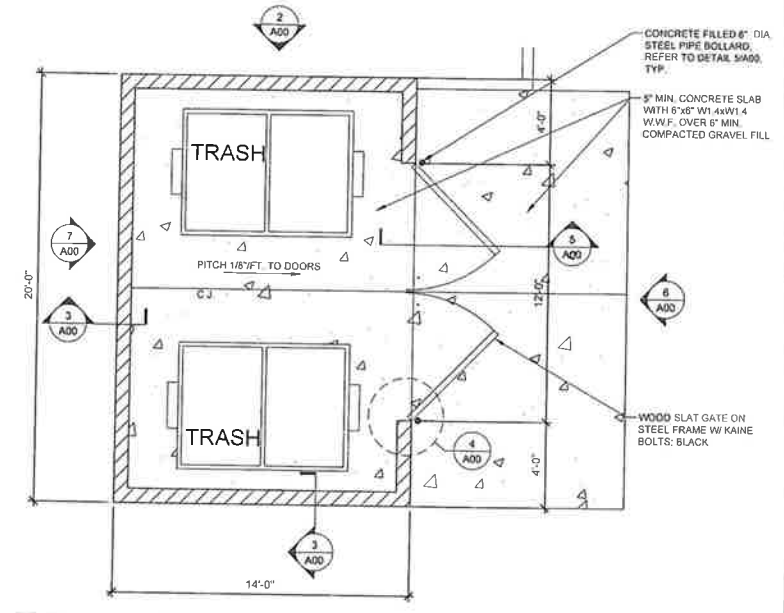 2
A00
CONCRETE FILLED 6" DIA.
STEEL PIPE BOLLARD,
REFER TO DETAIL 5/A00,
TYP.
5" MIN. CONCRETE SLAB
WITH 6"x6" W1.4xW1.4
W.W.F. OVER 6" MIN.
COMPACTED GRAVEL FILL
4'-0"
TRASH
7
A00
5
A00
PITCH 1/8"/FT. TO DOORS
20'-0"
C.J.
12'-0"
6
A00
3
A00
TRASH
WOOD SLAT GATE ON
STEEL FRAME W/ KAINE
BOLTS; BLACK
4
A00
4'-0"
3
A00
14'-0"